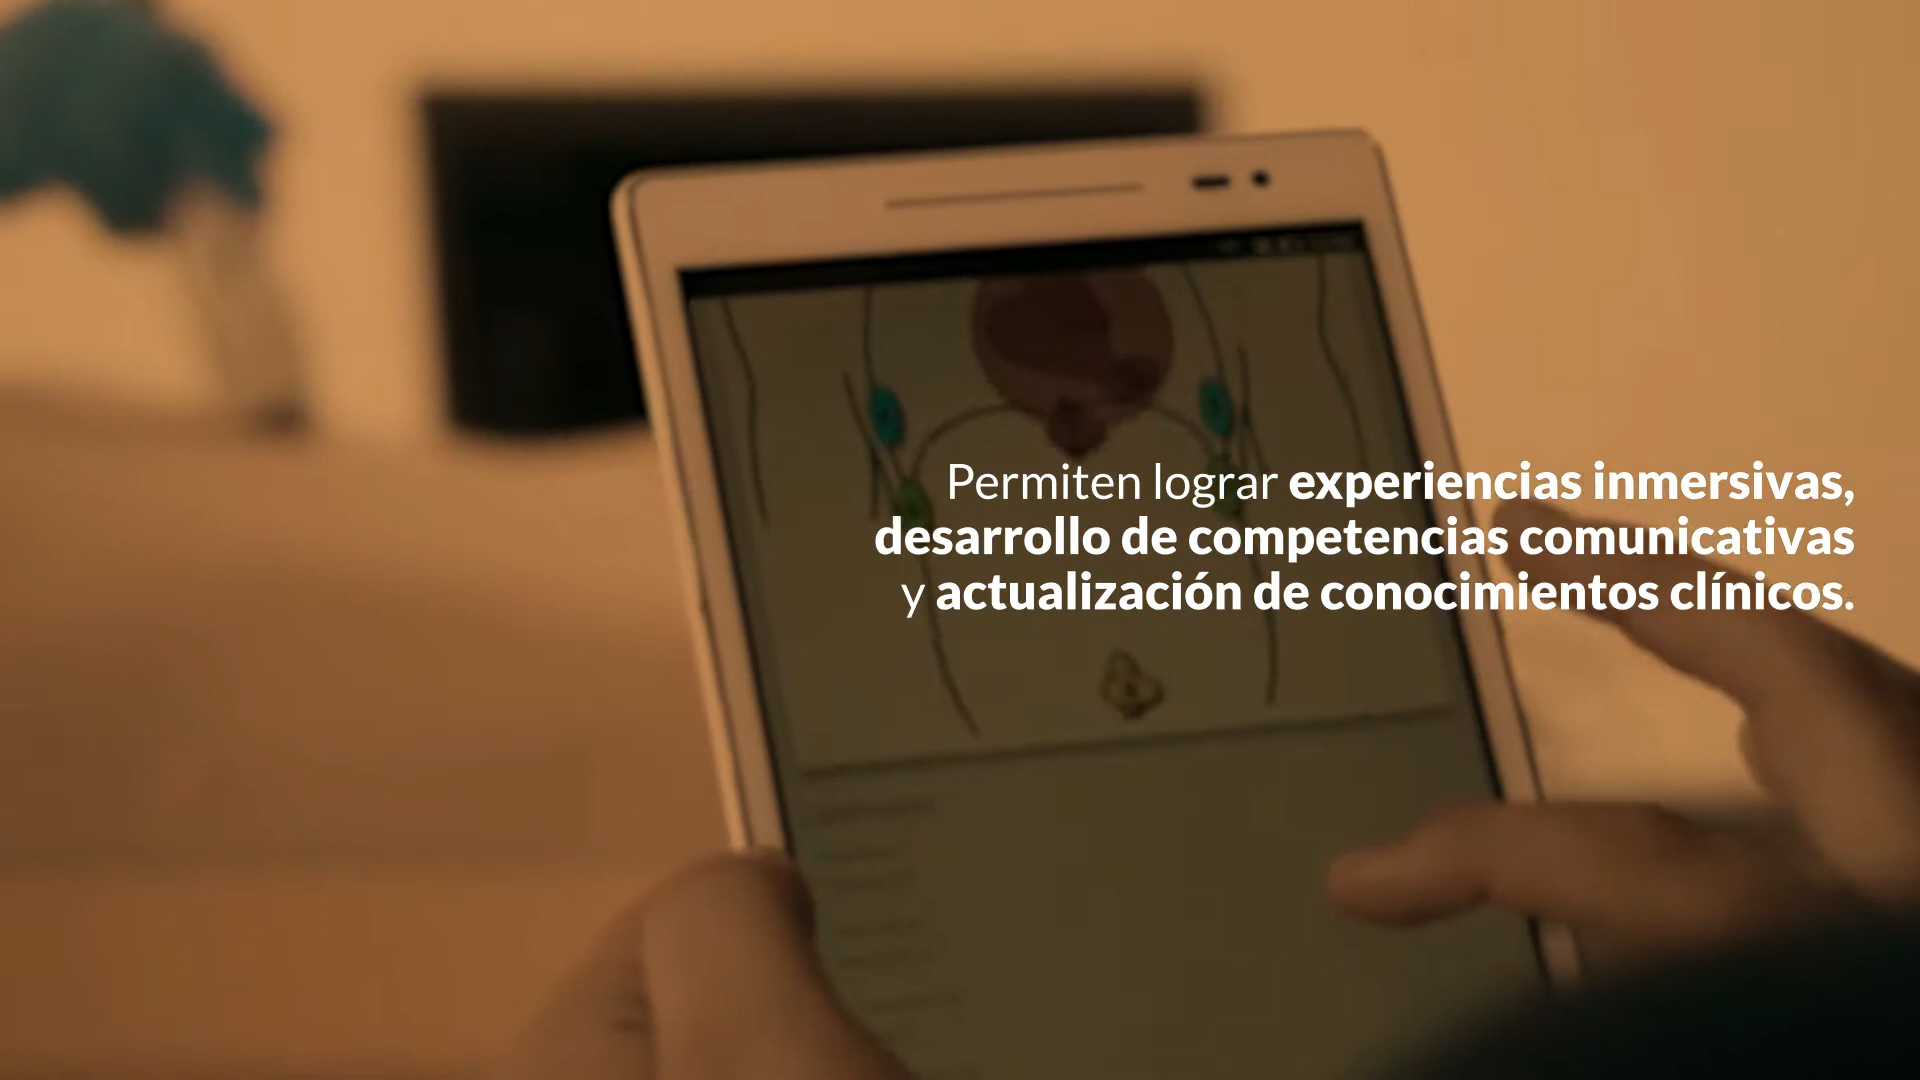 Permiten lograr experiencias inmersivas,
desarrollo de competencias comunicativas
y actualización de conocimientos clínicos.